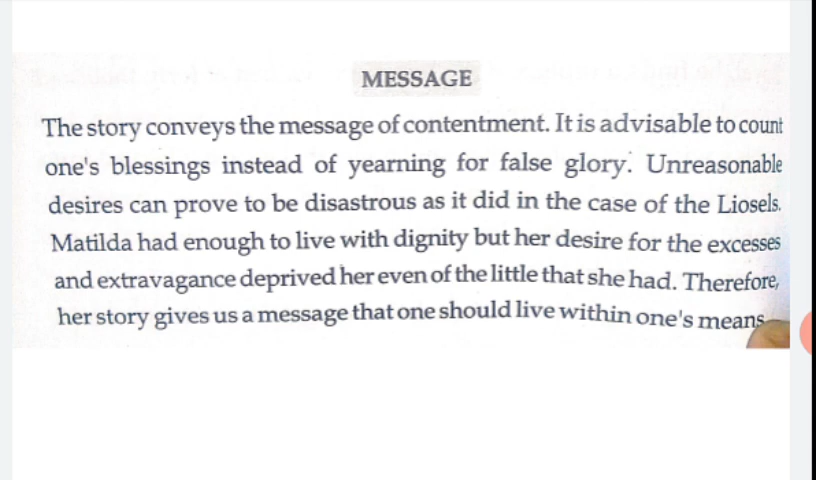 MESSAGE
The story conveys the message of contentment. It is advisable to count
one's blessings instead of yearning for false glory. Unreasonable
desires can prove to be disastrous as it did in the case of the Liosels.
Matilda had enough to live with dignity but her desire for the excesses
and extravagance deprived her even of the little that she had. Therefore,
her story gives us a message that one should live within one's means